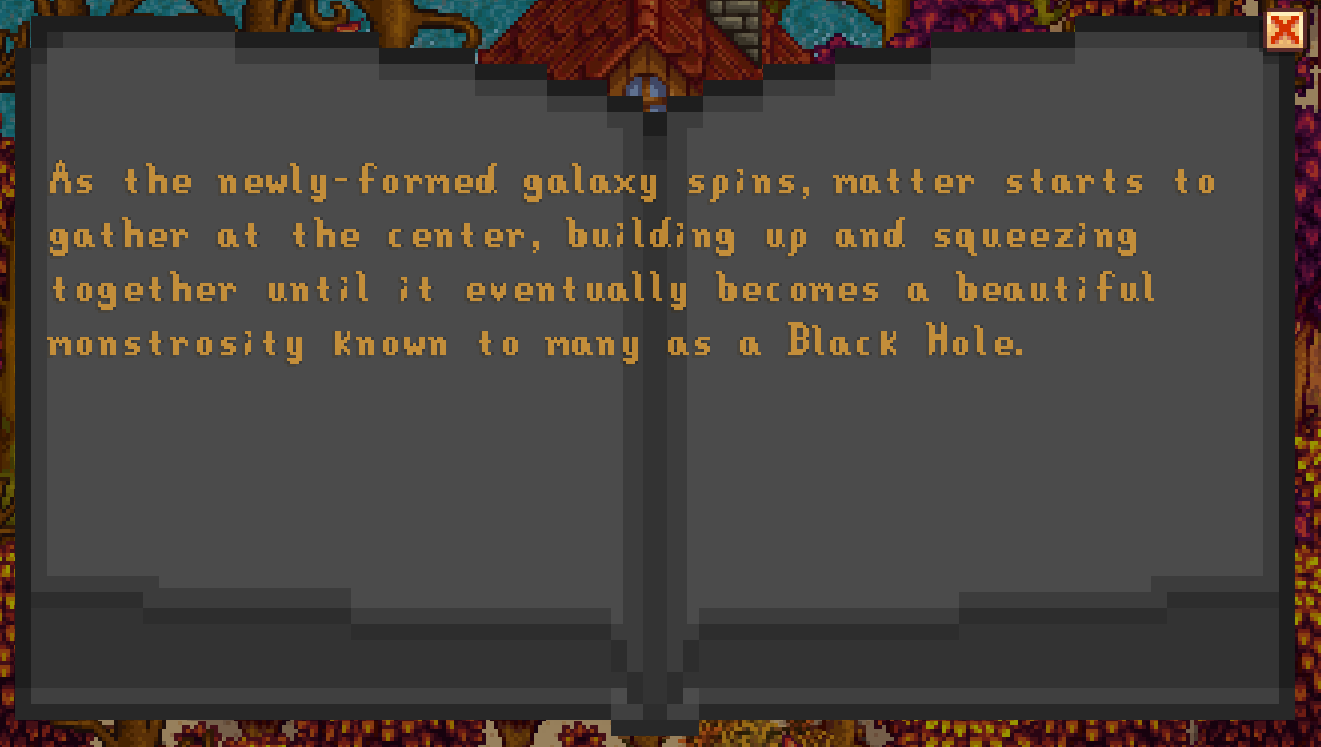 As the newly-formed galaxy spins, matter starts to
gather at the center, building up and squeezing
together until it eventually becomes a beautiful
monstrosity known to many as a Black Hole.